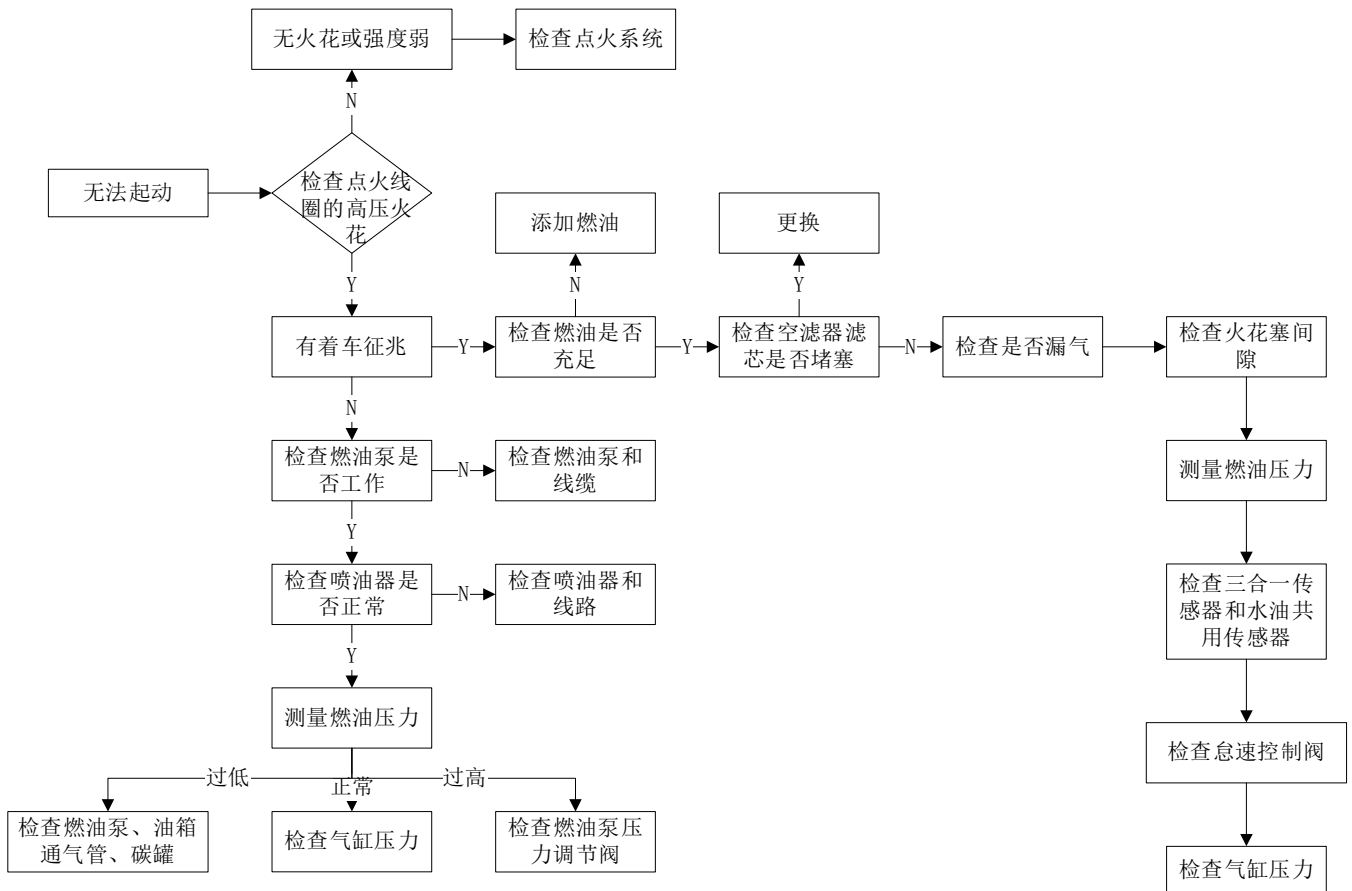 无火花或强度弱
检查点火系统
N
无法起动
检查点火线
圈的高压火
花
添加燃油
更换
Y
N
Y
有着车征兆
Y
检查燃油是否
充足
Y
检查空滤器滤
芯是否堵塞
N
检查是否漏气
检查火花塞间
隙
N
检查燃油泵是
否工作
N
检查燃油泵和
线缆
测量燃油压力
Y
检查喷油器是
否正常
N
检查喷油器和
线路
检查三合一传
感器和水油共
用传感器
Y
测量燃油压力
检查怠速控制阀
过低
正常
过高
检查燃油泵、油箱
通气管、碳罐
检查气缸压力
检查燃油泵压
力调节阀
检查气缸压力